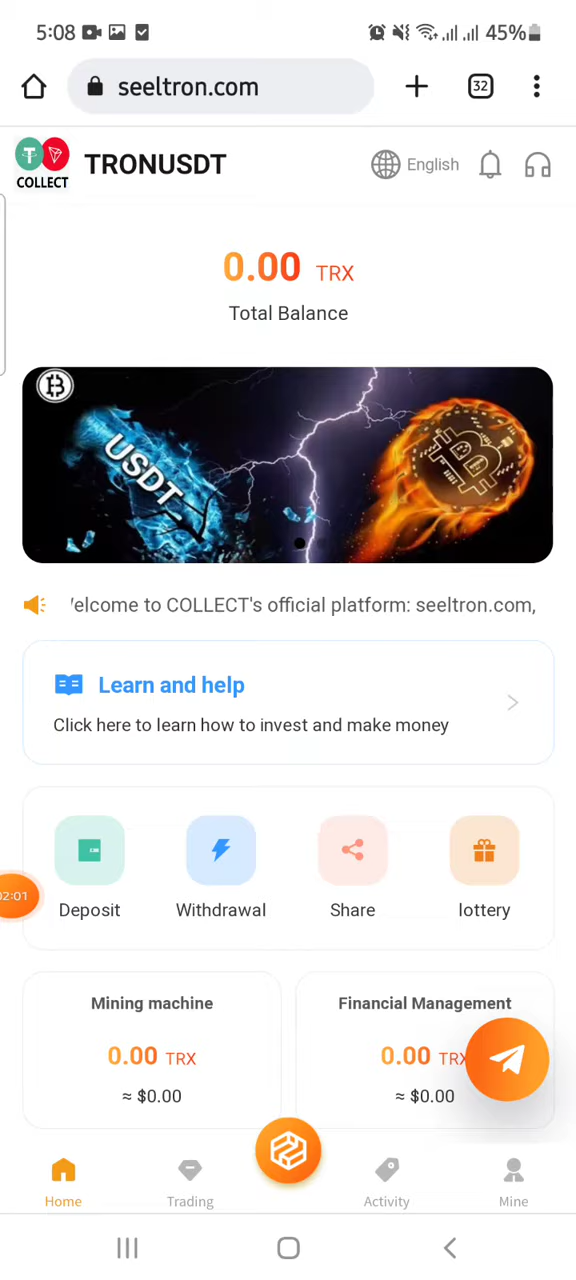 5:08 45%
seeltron.com 32
TRONUSDT English
COLLECT
0.00 TRX
Total Balance
USDT
'elcome to COLLECT's official platform: seeltron.com,
Learn and help
Click here to learn how to invest and make money
02:01
Deposit Withdrawal Share lottery
Mining machine Financial Management
0.00 TRX 0.00 TRX
≈ $0.00 ≈ $0.00
Home Trading Activity Mine